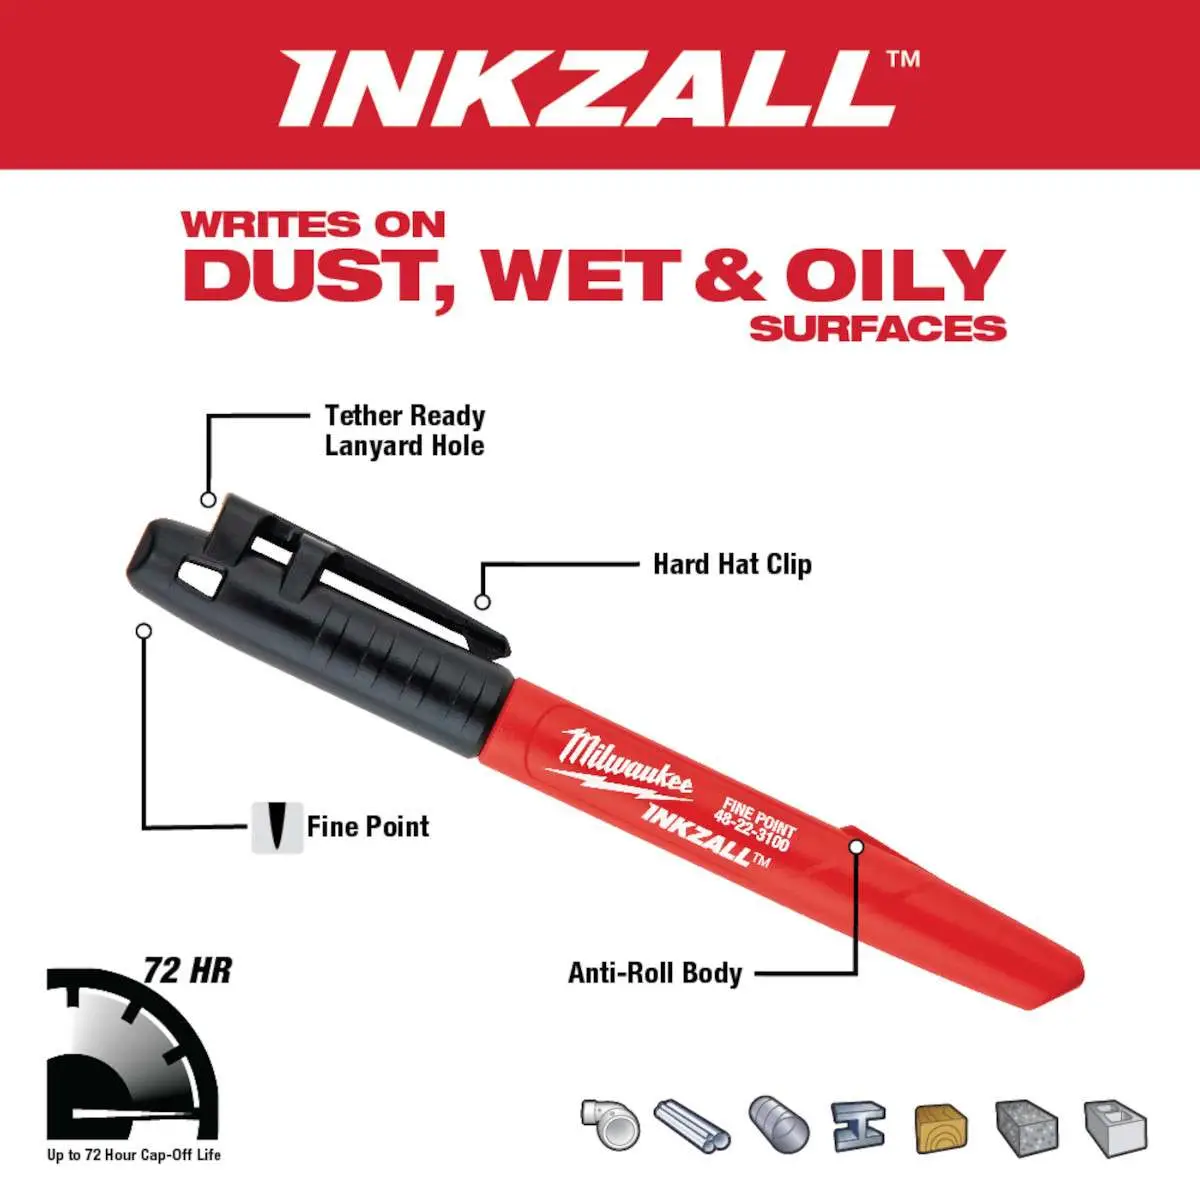 INKZALL™
WRITES ON
DUST, WET & OILY
SURFACES
Tether Ready
Lanyard Hole
Hard Hat Clip
Milwaukee
INKZALL™
FINE POINT
48-22-3100
Fine Point
Anti-Roll Body
72 HR
Up to 72 Hour Cap-Off Life